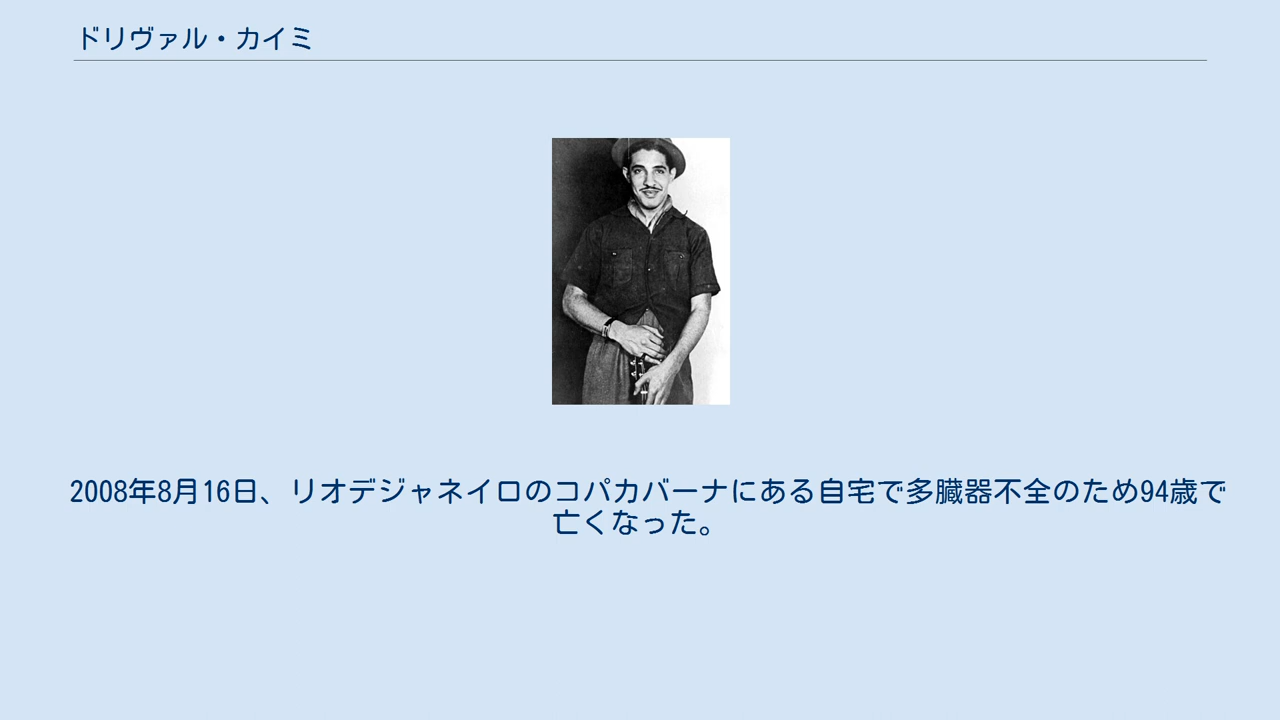 ドリヴァル・カイミ
2008年8月16日、リオデジャネイロのコパカバーナにある自宅で多臓器不全のため94歳で
亡くなった。